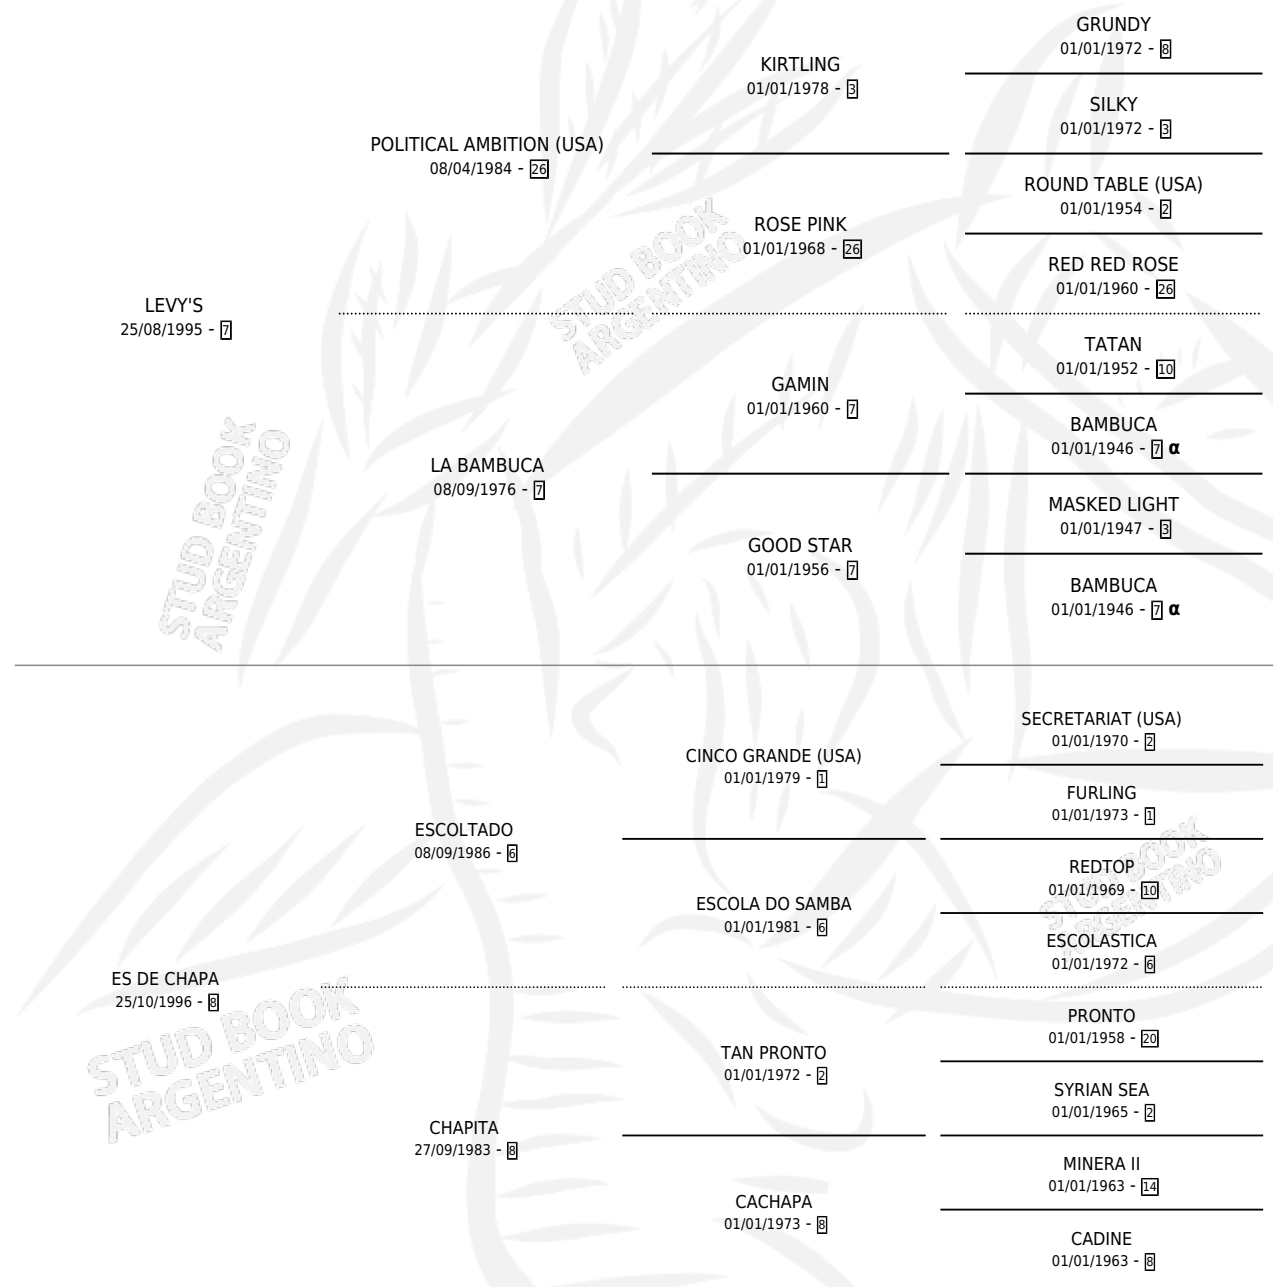 GRUNDY
01/01/1972 - 8
KIRTLING
01/01/1978 - 3
SILKY
01/01/1972 - 3
POLITICAL AMBITION (USA)
08/04/1984 - 26
ROUND TABLE (USA)
01/01/1954 - 2
ROSE PINK
01/01/1968 - 26
RED RED ROSE
01/01/1960 - 26
LEVY'S
25/08/1995 - 7
TATAN
01/01/1952 - 10
GAMIN
01/01/1960 - 7
BAMBUCA
01/01/1946 - 7 α
LA BAMBUCA
08/09/1976 - 7
MASKED LIGHT
01/01/1947 - 3
GOOD STAR
01/01/1956 - 7
BAMBUCA
01/01/1946 - 7 α
STUD BOOK
ARGENTINO
STUD BOOK
ARGENTINO
SECRETARIAT (USA)
01/01/1970 - 2
CINCO GRANDE (USA)
01/01/1979 - 1
FURLING
01/01/1973 - 1
ESCOLTADO
08/09/1986 - 6
REDTOP
01/01/1969 - 10
ESCOLA DO SAMBA
01/01/1981 - 6
ESCOLASTICA
01/01/1972 - 6
ES DE CHAPA
25/10/1996 - 8
PRONTO
01/01/1958 - 20
TAN PRONTO
01/01/1972 - 2
SYRIAN SEA
01/01/1965 - 2
CHAPITA
27/09/1983 - 8
MINERA II
01/01/1963 - 14
CACHAPA
01/01/1973 - 8
CADINE
01/01/1963 - 8
STUD BOOK
ARGENTINO
STUD BOOK
ARGENTINO